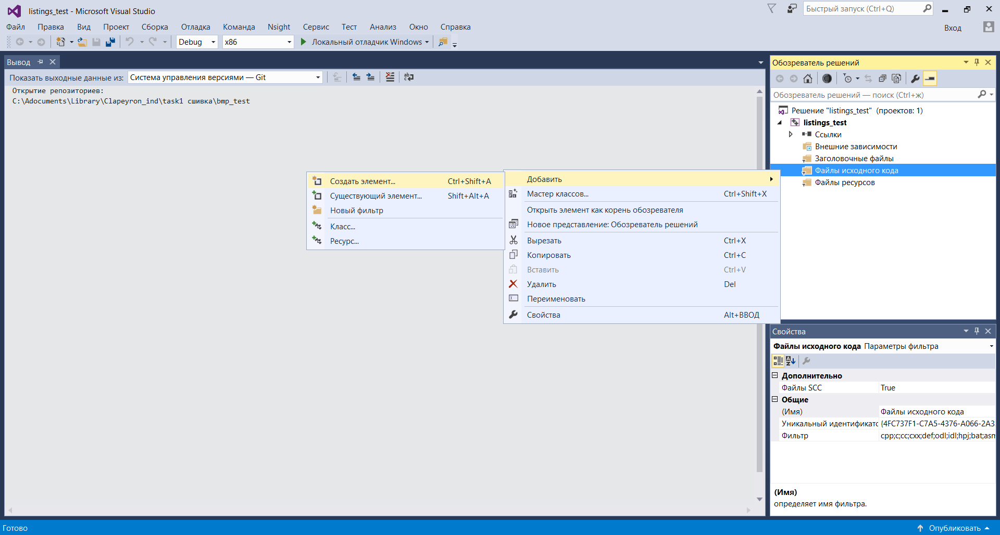 listings_test - Microsoft Visual Studio
Быстрый запуск (Ctrl+Q)
Файл Правка Вид Проект Сборка Отладка Команда Nsight Сервис Тест Анализ Окно Справка
Вход
Debug x86 Локальный отладчик Windows
Вывод
Показать выходные данные из: Система управления версиями — Git
Открытие репозиториев:
C:\Adocuments\Library\Clapeyron_ind\task1 сшивка\bmp_test
Создать элемент... Ctrl+Shift+A
Существующий элемент... Shift+Alt+A
Новый фильтр
Класс...
Ресурс...
Добавить
Мастер классов... Ctrl+Shift+X
Открыть элемент как корень обозревателя
Новое представление: Обозреватель решений
Вырезать Ctrl+X
Копировать Ctrl+C
Вставить Ctrl+V
Удалить Del
Переименовать
Свойства Alt+ВВОД
Обозреватель решений
Обозреватель решений — поиск (Ctrl+ж)
Решение "listings_test" (проектов: 1)
listings_test
Ссылки
Внешние зависимости
Заголовочные файлы
Файлы исходного кода
Файлы ресурсов
Свойства
Файлы исходного кода Параметры фильтра
Дополнительно
Файлы SCC True
Общие
(Имя) Файлы исходного кода
Уникальный идентификатс {4FC737F1-C7A5-4376-A066-2A3
Фильтр cpp;c;cc;cxx;def;odl;idl;hpj;bat;asm
(Имя)
определяет имя фильтра.
Готово
Опубликовать